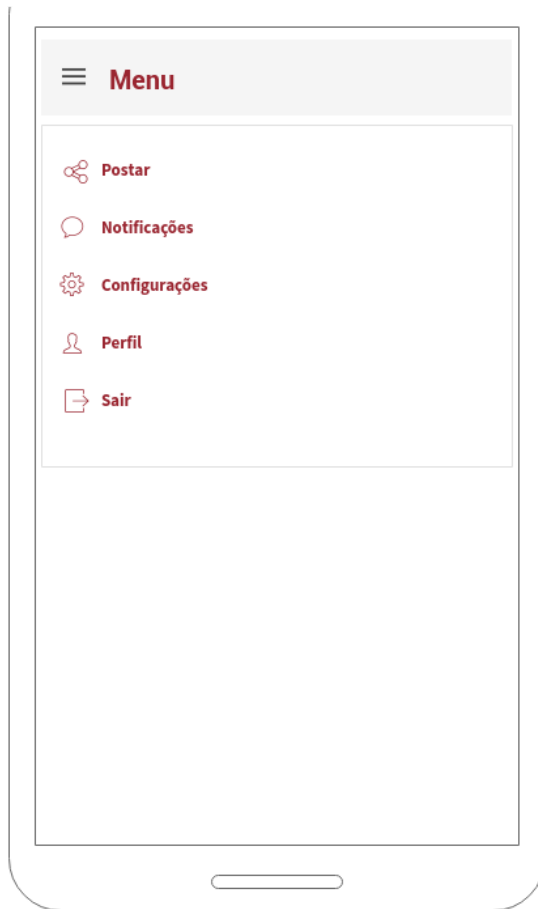 Menu
Postar
Notificações
Configurações
Perfil
Sair